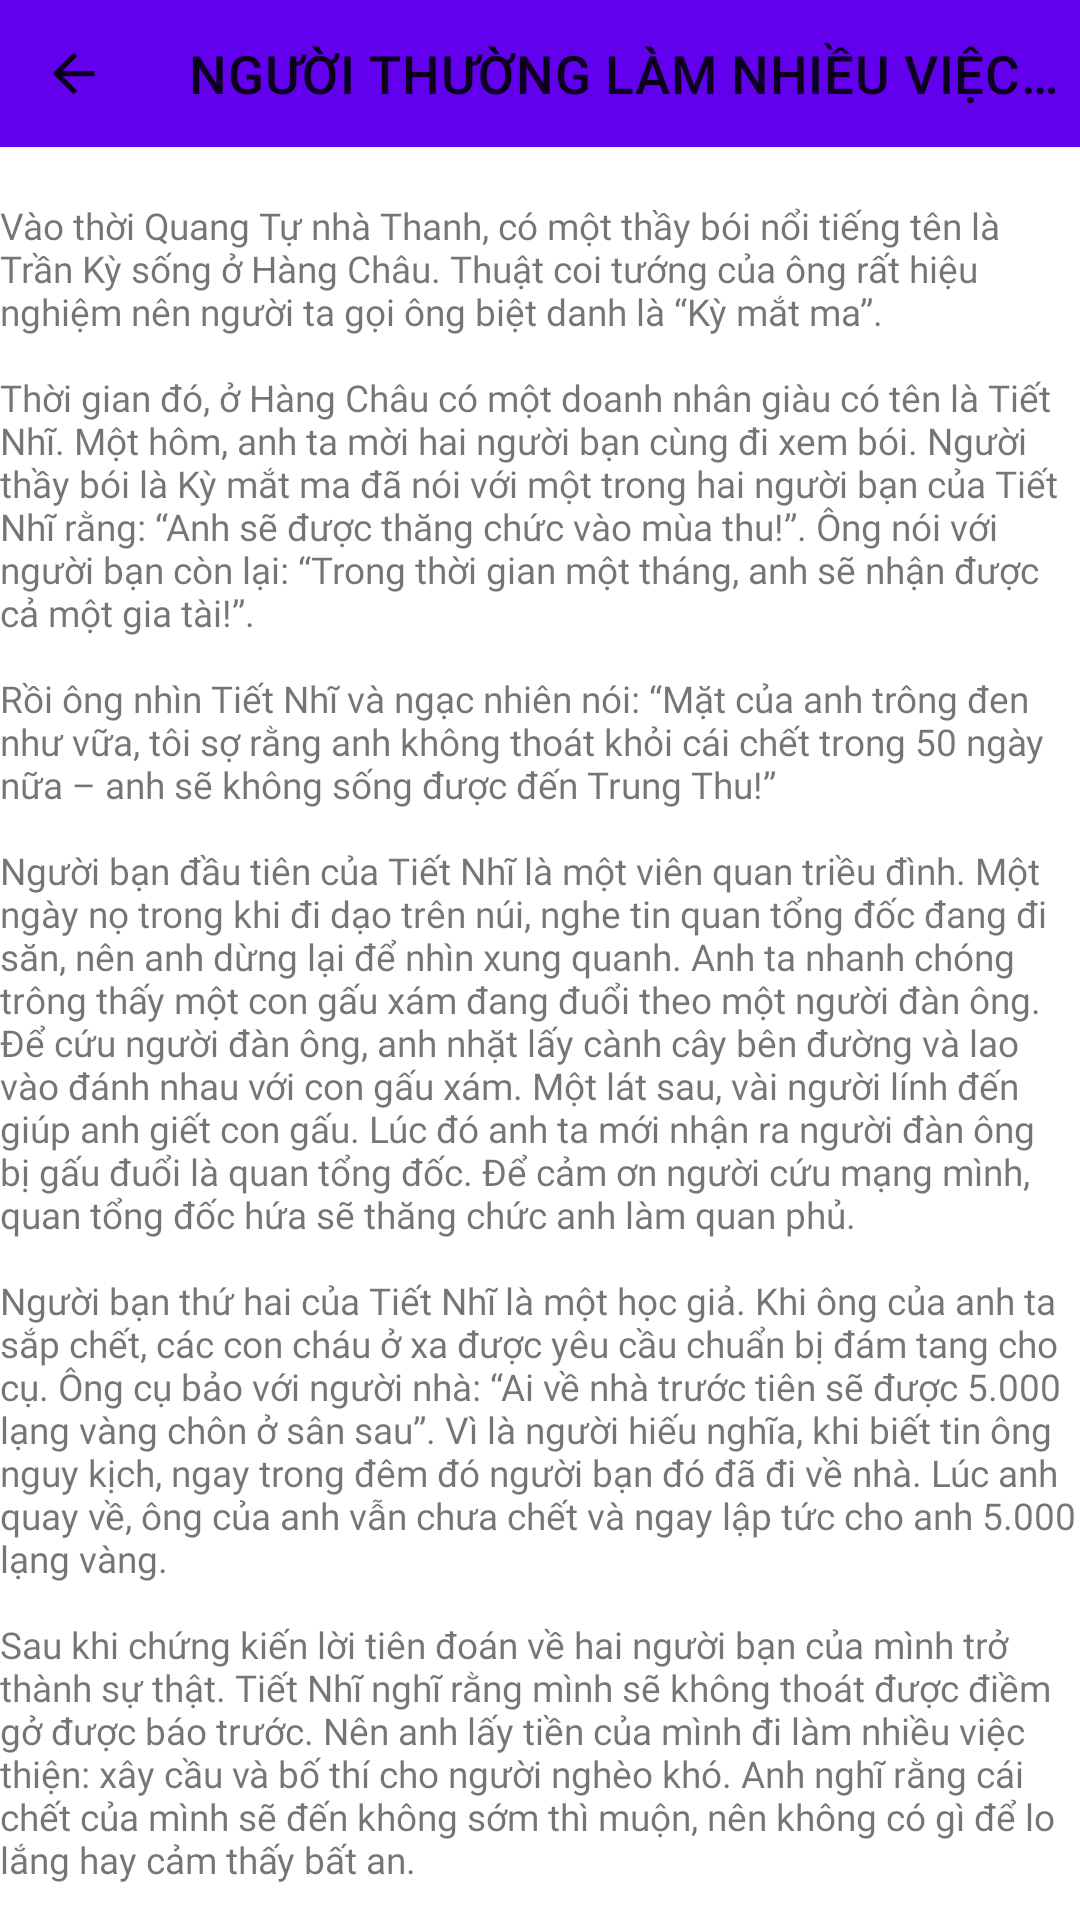 NGƯỜI THƯỜNG LÀM NHIỀU VIỆC...
Vào thời Quang Tự nhà Thanh, có một thầy bói nổi tiếng tên là
Trần Kỳ sống ở Hàng Châu. Thuật coi tướng của ông rất hiệu
nghiệm nên người ta gọi ông biệt danh là “Kỳ mắt ma”.
Thời gian đó, ở Hàng Châu có một doanh nhân giàu có tên là Tiết
Nhĩ. Một hôm, anh ta mời hai người bạn cùng đi xem bói. Người
thầy bói là Kỳ mắt ma đã nói với một trong hai người bạn của Tiết
Nhĩ rằng: “Anh sẽ được thăng chức vào mùa thu!”. Ông nói với
người bạn còn lại: “Trong thời gian một tháng, anh sẽ nhận được
cả một gia tài!”.
Rồi ông nhìn Tiết Nhĩ và ngạc nhiên nói: “Mặt của anh trông đen
như vữa, tôi sợ rằng anh không thoát khỏi cái chết trong 50 ngày
nữa – anh sẽ không sống được đến Trung Thu!”
Người bạn đầu tiên của Tiết Nhĩ là một viên quan triều đình. Một
ngày nọ trong khi đi dạo trên núi, nghe tin quan tổng đốc đang đi
săn, nên anh dừng lại để nhìn xung quanh. Anh ta nhanh chóng
trông thấy một con gấu xám đang đuổi theo một người đàn ông.
Để cứu người đàn ông, anh nhặt lấy cành cây bên đường và lao
vào đánh nhau với con gấu xám. Một lát sau, vài người lính đến
giúp anh giết con gấu. Lúc đó anh ta mới nhận ra người đàn ông
bị gấu đuổi là quan tổng đốc. Để cảm ơn người cứu mạng mình,
quan tổng đốc hứa sẽ thăng chức anh làm quan phủ.
Người bạn thứ hai của Tiết Nhĩ là một học giả. Khi ông của anh ta
sắp chết, các con cháu ở xa được yêu cầu chuẩn bị đám tang cho
cụ. Ông cụ bảo với người nhà: “Ai về nhà trước tiên sẽ được 5.000
lạng vàng chôn ở sân sau”. Vì là người hiếu nghĩa, khi biết tin ông
nguy kịch, ngay trong đêm đó người bạn đó đã đi về nhà. Lúc anh
quay về, ông của anh vẫn chưa chết và ngay lập tức cho anh 5.000
lạng vàng.
Sau khi chứng kiến lời tiên đoán về hai người bạn của mình trở
thành sự thật. Tiết Nhĩ nghĩ rằng mình sẽ không thoát được điềm
gở được báo trước. Nên anh lấy tiền của mình đi làm nhiều việc
thiện: xây cầu và bố thí cho người nghèo khó. Anh nghĩ rằng cái
chết của mình sẽ đến không sớm thì muộn, nên không có gì để lo
lắng hay cảm thấy bất an.